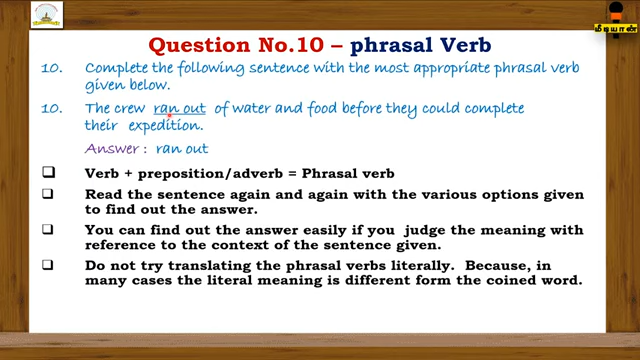 Question No.10 – phrasal Verb
மீடியான்
10. Complete the following sentence with the most appropriate phrasal verb
given below.
10. The crew ran out of water and food before they could complete
their expedition.
Answer : ran out
Verb + preposition/adverb = Phrasal verb
Read the sentence again and again with the various options given
to find out the answer.
You can find out the answer easily if you judge the meaning with
reference to the context of the sentence given.
Do not try translating the phrasal verbs literally. Because, in
many cases the literal meaning is different form the coined word.